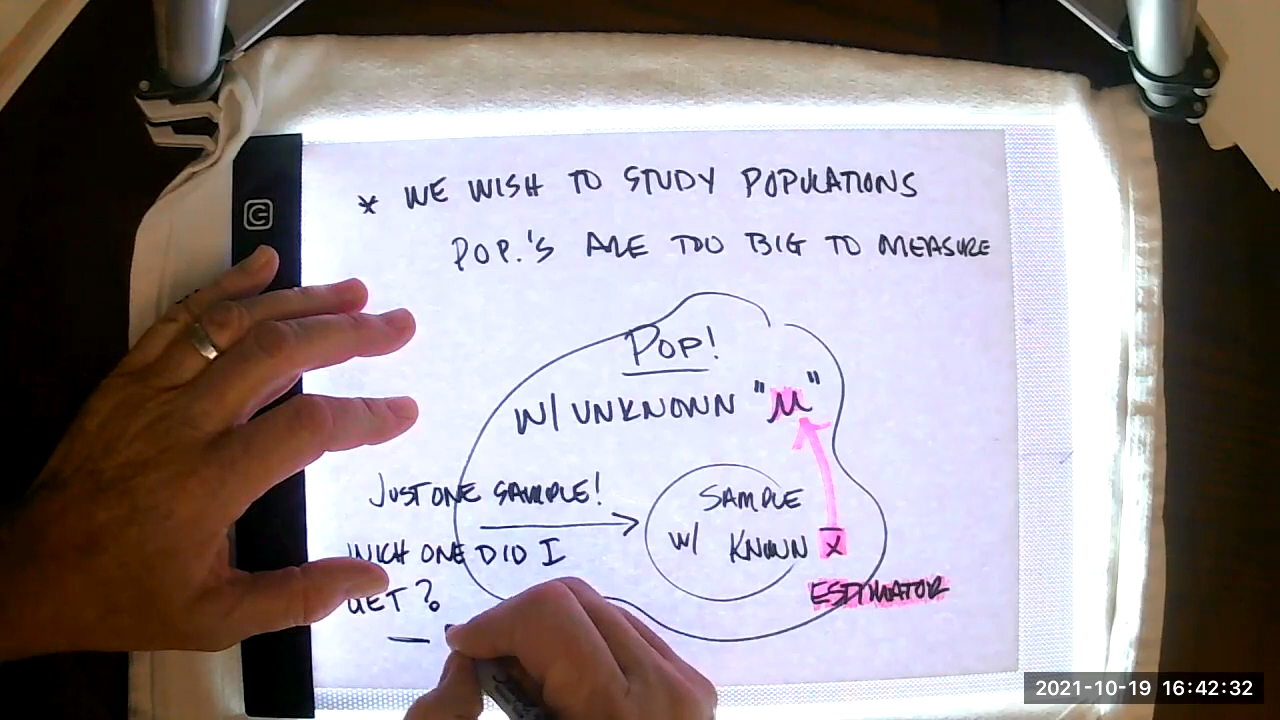 * WE WISH TO STUDY POPULATIONS
POP.'S ARE TOO BIG TO MEASURE
POP!
W/ UNKNOWN "μ"
JUST ONE SAMPLE!
SAMPLE
W/ KNOWN x̄
WICH ONE DID I
GET?
ESTIMATOR
—
2021-10-19 16:42:32